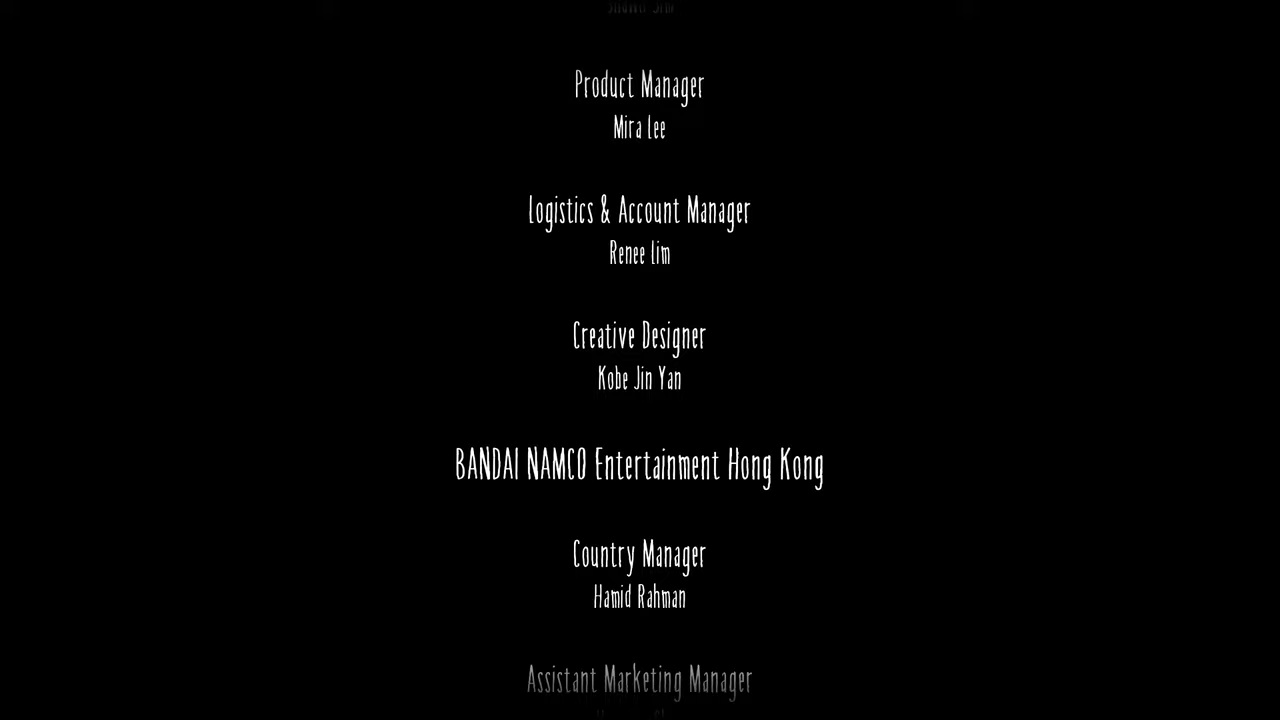 Product Manager
Mira Lee
Logistics & Account Manager
Renee Lim
Creative Designer
Kobe Jin Yan
BANDAI NAMCO Entertainment Hong Kong
Country Manager
Hamid Rahman
Assistant Marketing Manager